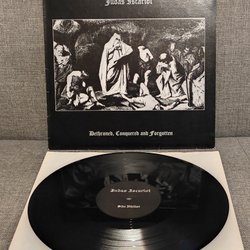 Judas Iscariot
Dethroned, Conquered and Forgotten
Judas Iscariot